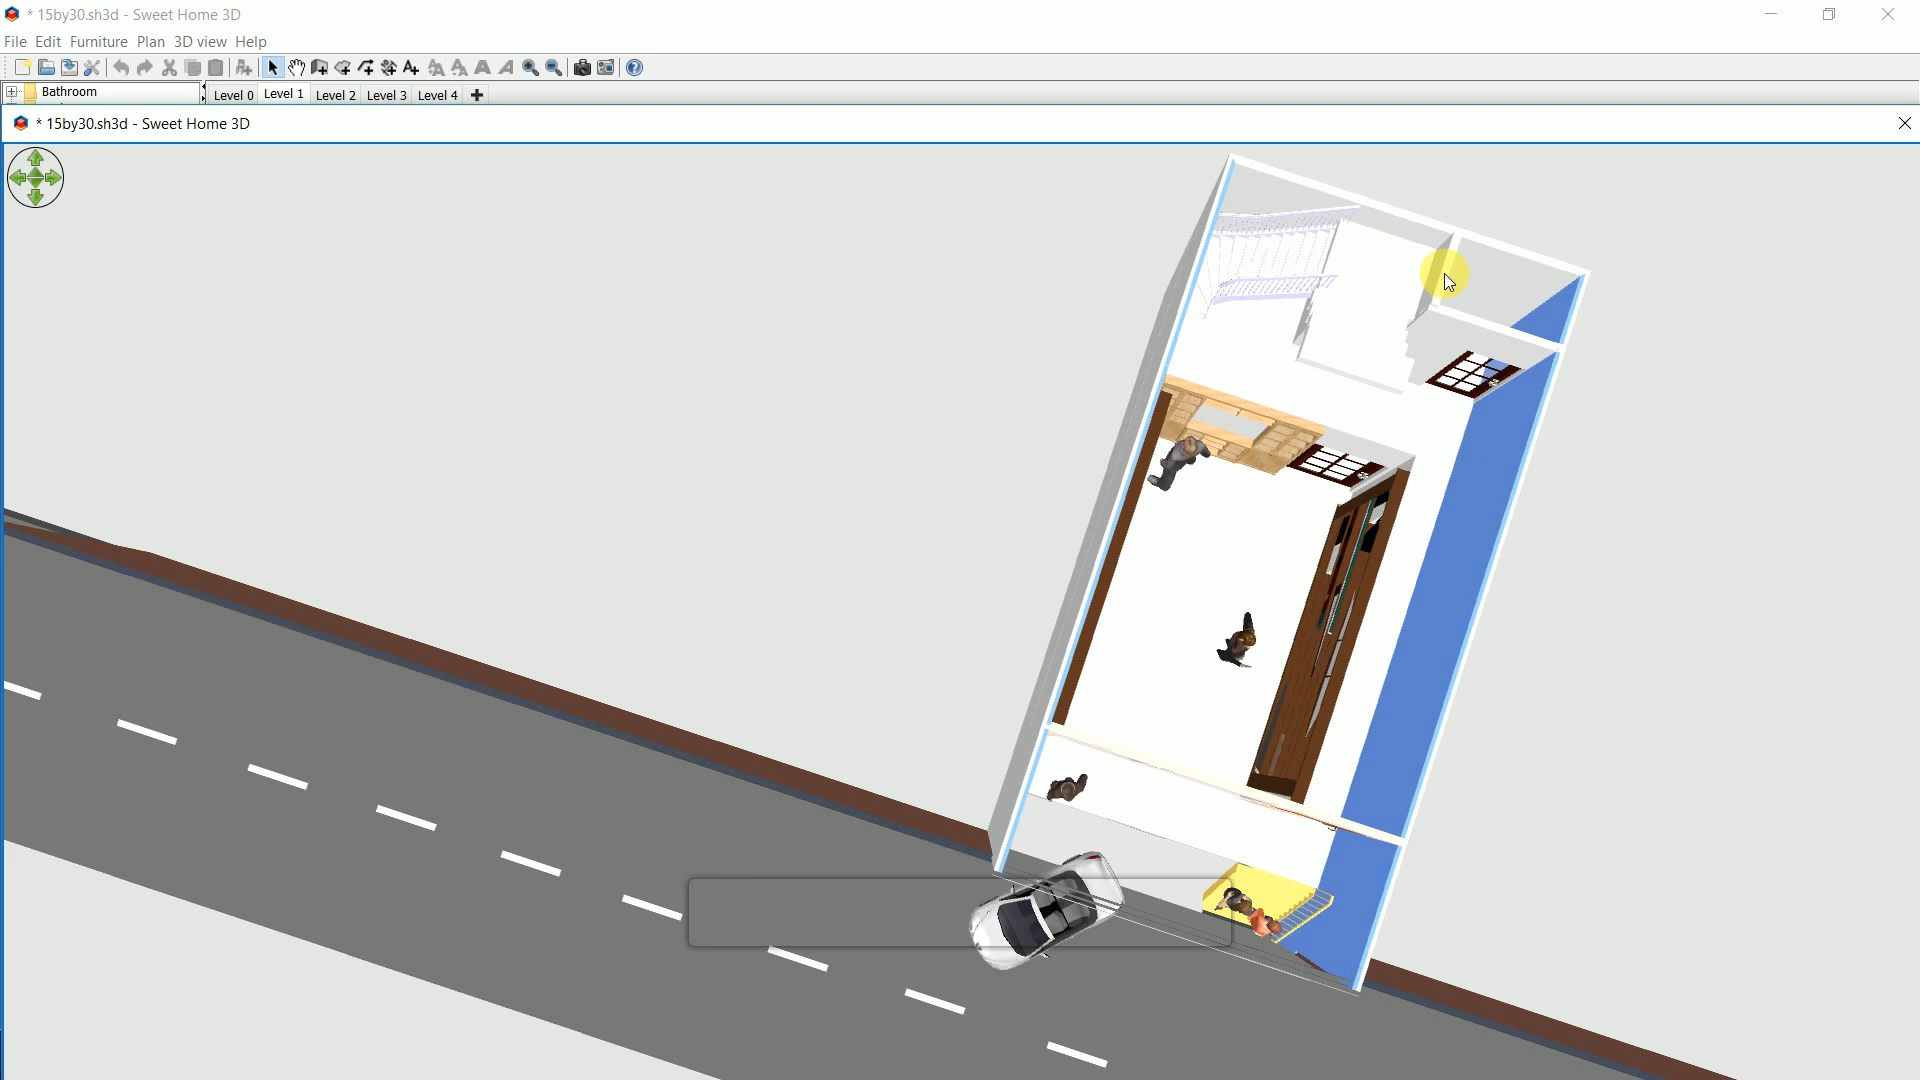 * 15by30.sh3d - Sweet Home 3D
File Edit Furniture Plan 3D view Help
Bathroom
Level 0 Level 1 Level 2 Level 3 Level 4
* 15by30.sh3d - Sweet Home 3D